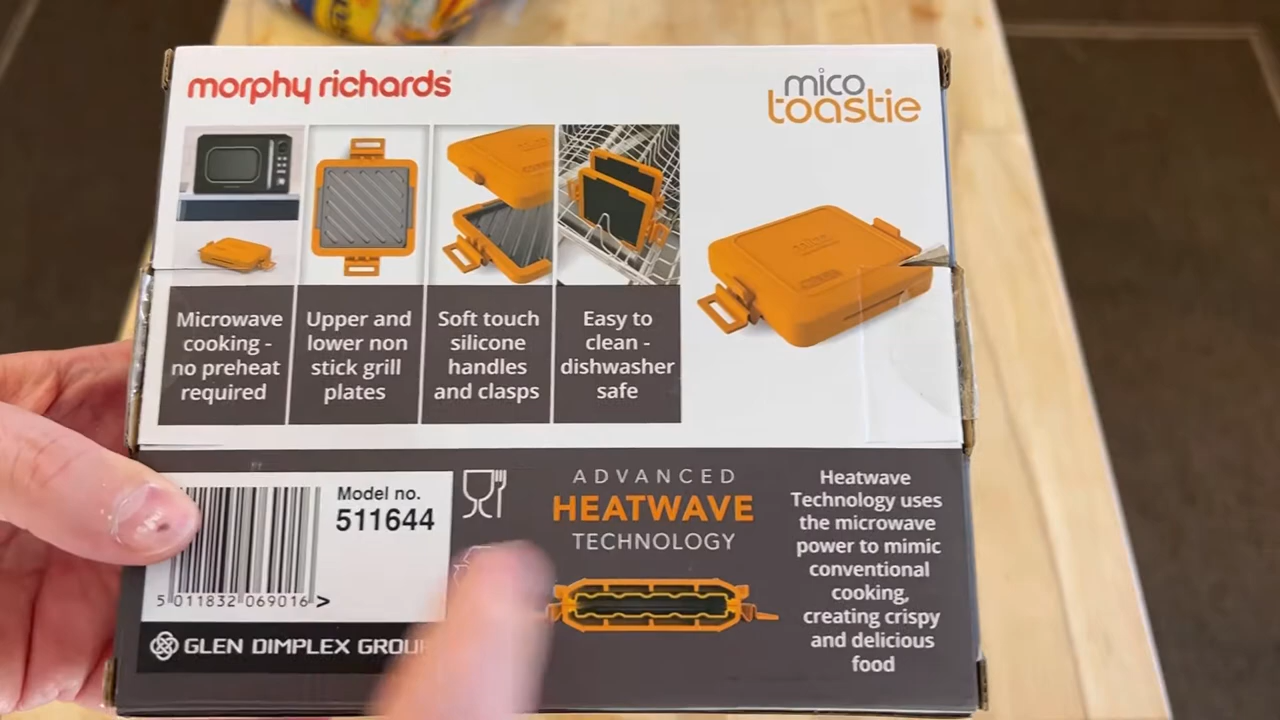 morphy richards
mico
toastie
Microwave
cooking -
no preheat
required
Upper and
lower non
stick grill
plates
Soft touch
silicone
handles
and clasps
Easy to
clean -
dishwasher
safe
Model no.
511644
5 011832 069016 >
GLEN DIMPLEX
ADVANCED
HEATWAVE
TECHNOLOGY
Heatwave
Technology uses
the microwave
power to mimic
conventional
cooking,
creating crispy
and delicious
food